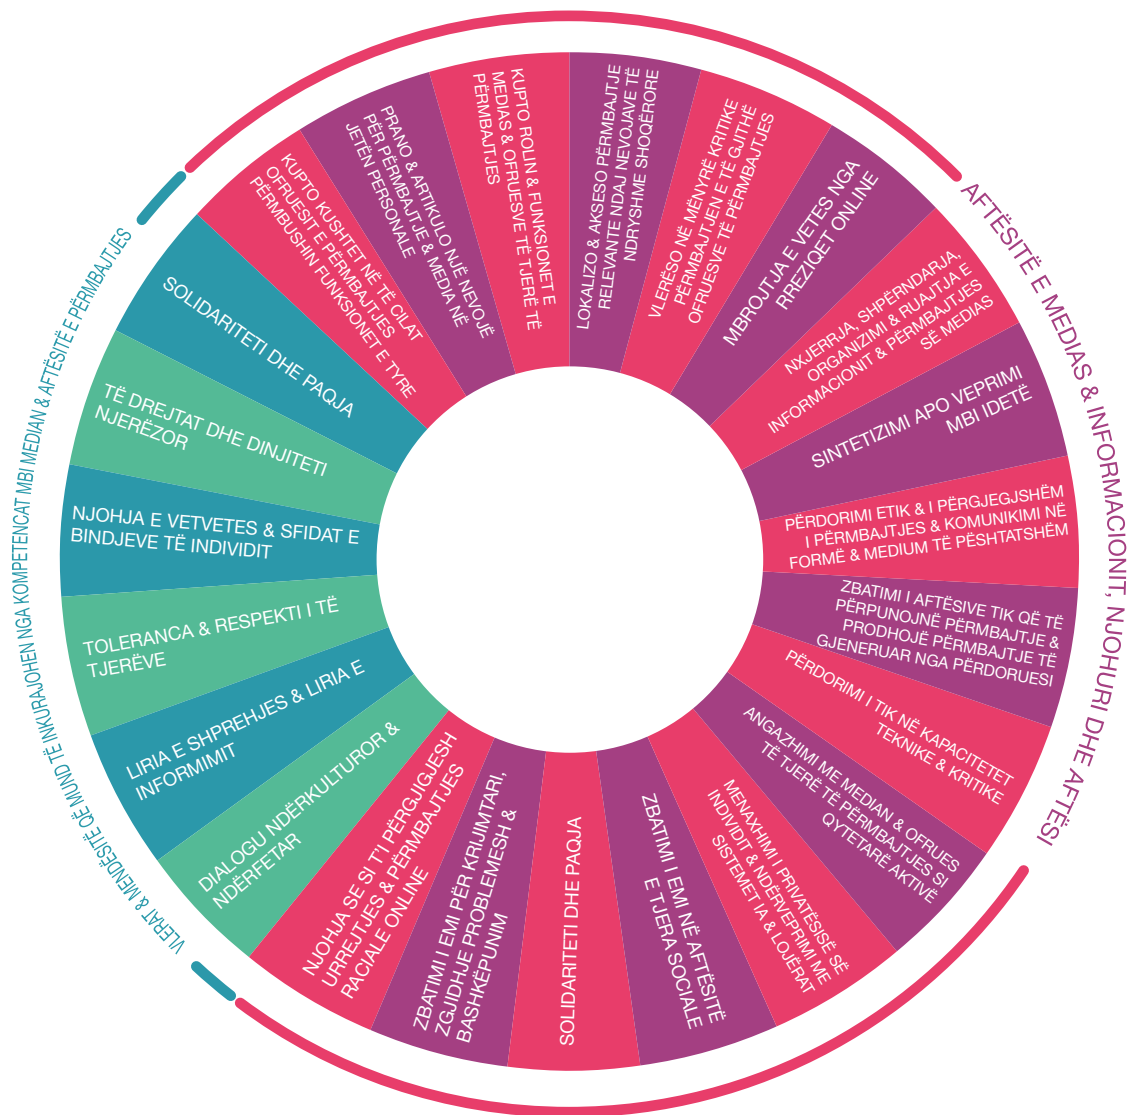 KUPTO KUSHTET NË TË CILAT
OFRUESIT E PËRMBAJTJES
PËRMBUSHIN FUNKSIONET E TYRE
PRANO & ARTIKULO NJË NEVOJË
PËR PËRMBAJTJE & MEDIA NË
JETËN PERSONALE
KUPTO ROLIN & FUNKSIONET E
MEDIAS & OFRUESVE TË TJERË TË
PËRMBAJTJES
LOKALIZO & AKSESO PËRMBAJTJE
RELEVANTE NDAJ NEVOJAVE TË
NDRYSHME SHOQËRORE
VLERËSO NË MËNYRË KRITIKE
PËRMBAJTJEN E TË GJITHË
OFRUESVE TË PËRMBAJTJES
MBROJTJA E VETES NGA
RREZIQET ONLINE
NXJERRJA, SHPËRNDARJA,
ORGANIZIMI & RUAJTJA E
INFORMACIONIT & PËRMBAJTJES
SË MEDIAS
SINTETIZIMI APO VEPRIMI
MBI IDETË
PËRDORIMI ETIK & I PËRGJEGJSHËM
I PËRMBAJTJES & KOMUNIKIMI NË
FORMË & MEDIUM TË PËSHTATSHËM
ZBATIMI I AFTËSIVE TIK QË TË
PËRPUNOJNË PËRMBAJTJE &
PRODHOJË PËRMBAJTJE TË
GJENERUAR NGA PËRDORUESI
PËRDORIMI I TIK NË KAPACITETET
TEKNIKE & KRITIKE
ANGAZHIMI ME MEDIAN & OFRUES
TË TJERË TË PËRMBAJTJES SI
QYTETARË AKTIVË
MENAXHIMI I PRIVATËSISË SË
INDIVIDIT & NDËRVEPRIMI ME
SISTEMET IA & LOJËRAT
ZBATIMI I EMI NË AFTËSITË
E TJERA SOCIALE
SOLIDARITETI DHE PAQJA
ZBATIMI I EMI PËR KRIJIMTARI,
ZGJIDHJE PROBLEMESH &
BASHKËPUNIM
NJOHJA SE SI T'I PËRGJIGJESH
URREJTJES & PËRMBAJTJES
RACIALE ONLINE
DIALOGU NDËRKULTUROR &
NDËRFETAR
LIRIA E SHPREHJES & LIRIA E
INFORMIMIT
TOLERANCA & RESPEKTI I TË
TJERËVE
NJOHJA E VETVETES & SFIDAT E
BINDJEVE TË INDIVIDIT
TË DREJTAT DHE DINJITETI
NJERËZOR
SOLIDARITETI DHE PAQJA
AFTËSITË E MEDIAS & INFORMACIONIT, NJOHURI DHE AFTËSI
VLERAT & MENDËSITË QË MUND TË INKURAJOHEN NGA KOMPETENCAT MBI MEDIAN & AFTËSITË E PËRMBAJTJES